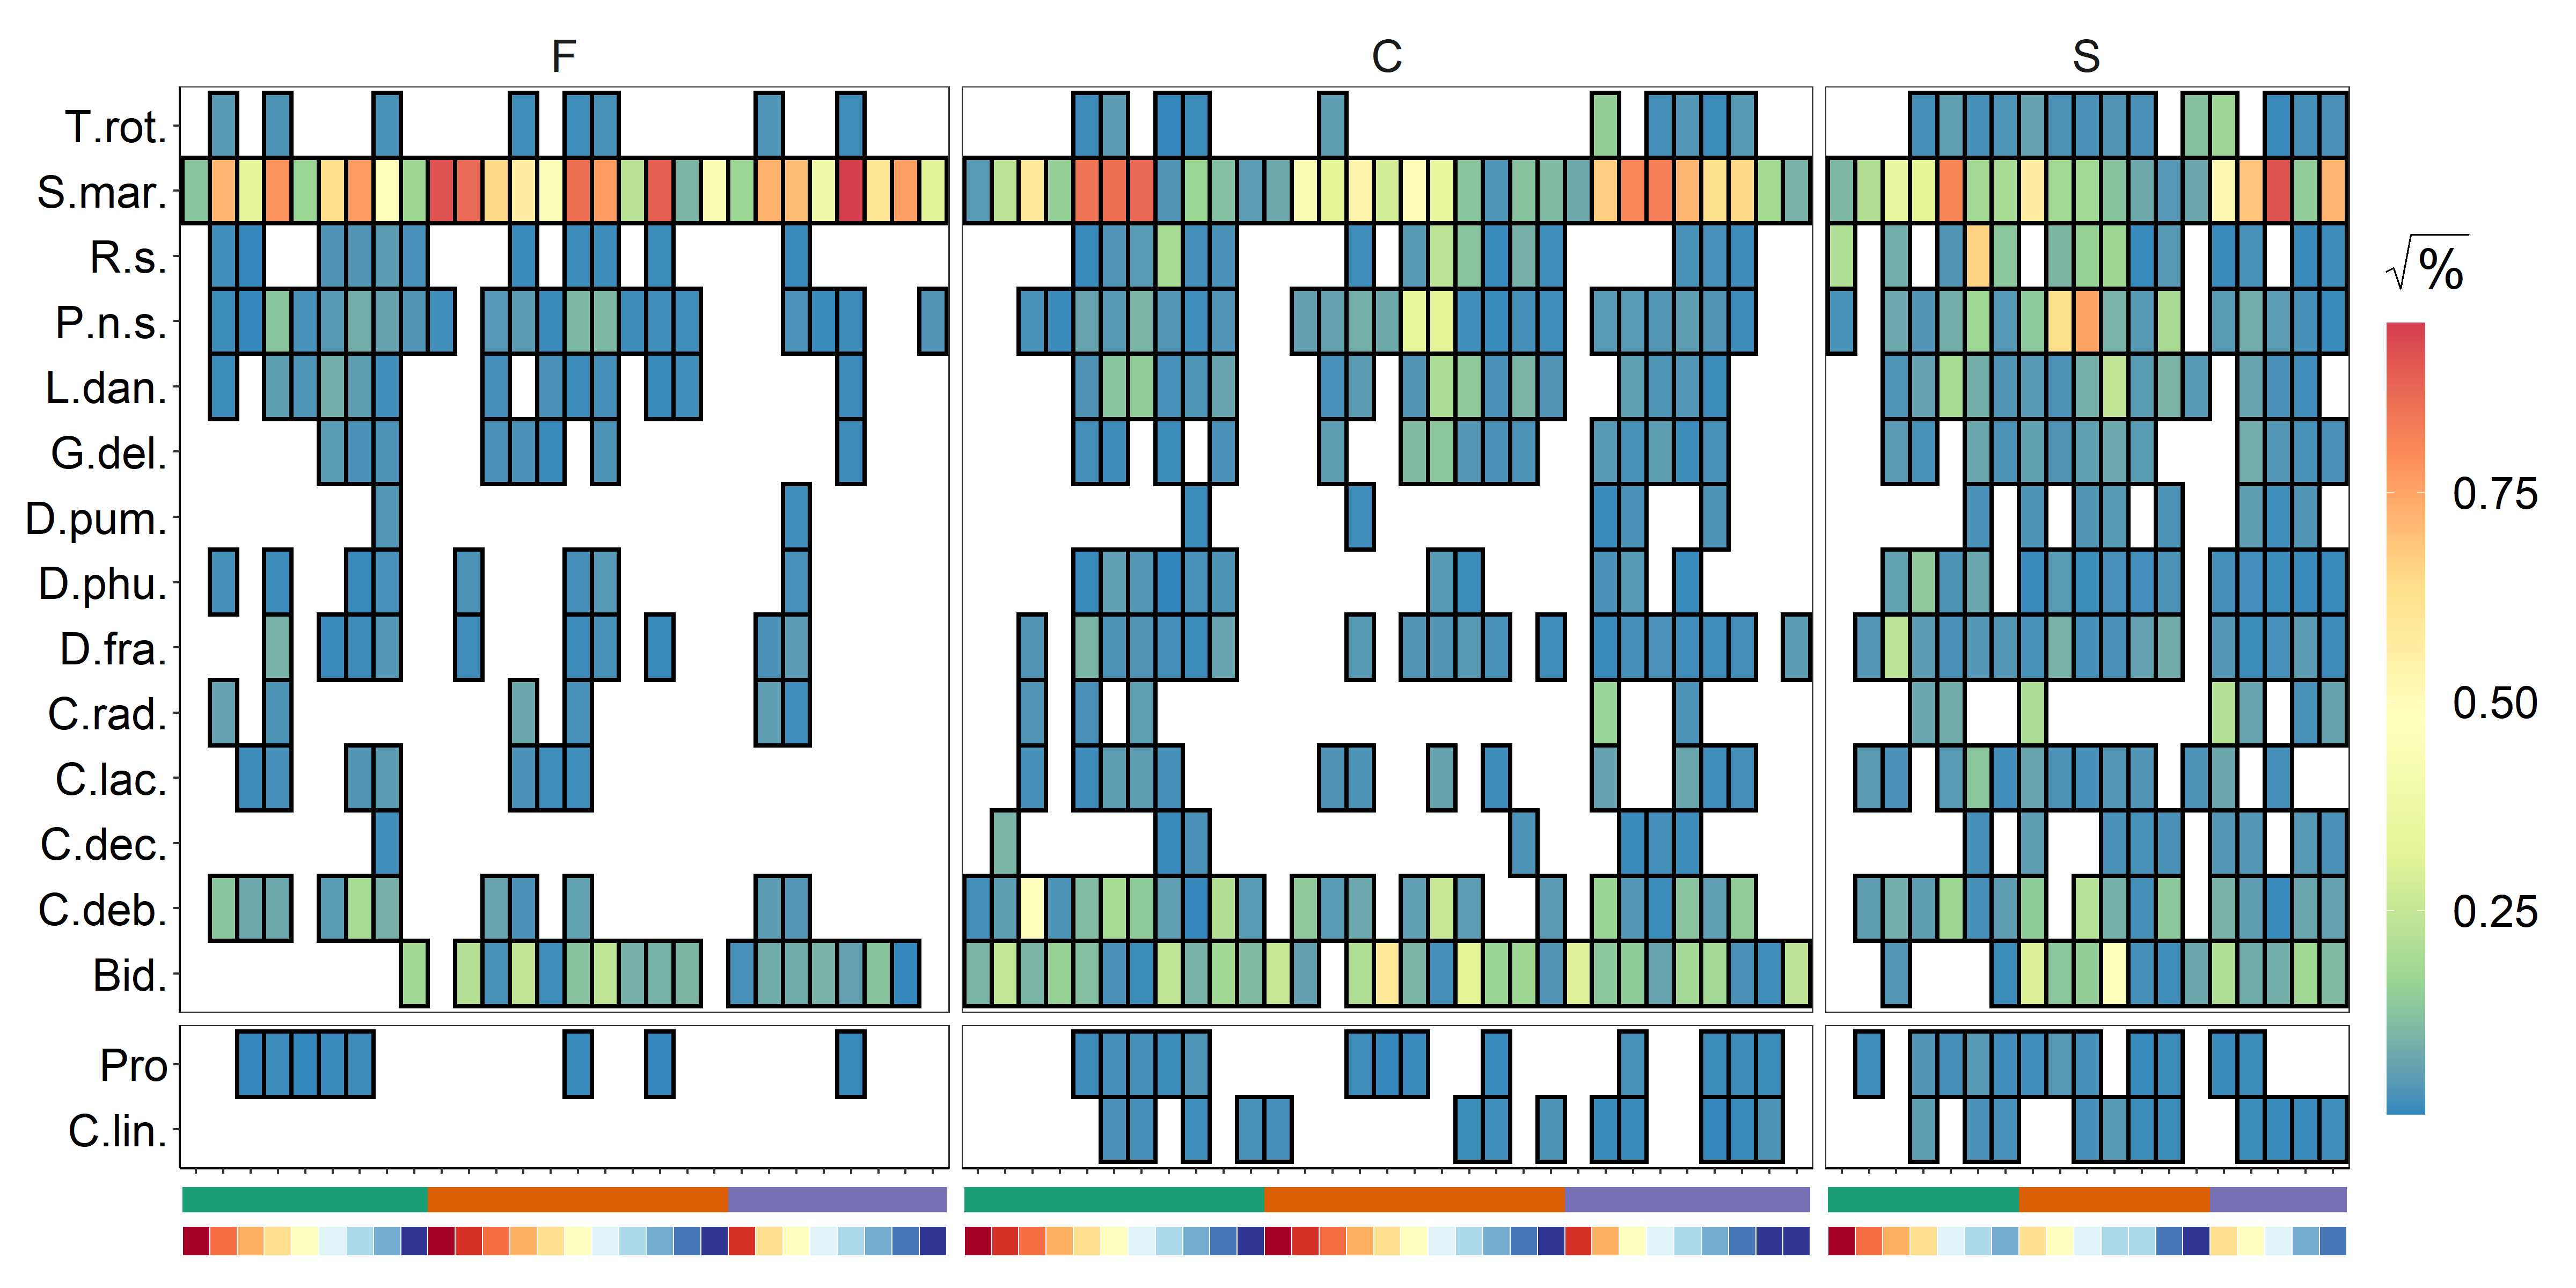 F C S
T.rot.
S.mar.
R.s.
P.n.s.
L.dan.
G.del.
D.pum.
D.phu.
D.fra.
C.rad.
C.lac.
C.dec.
C.deb.
Bid.
Pro
C.lin.
√%
0.75
0.50
0.25